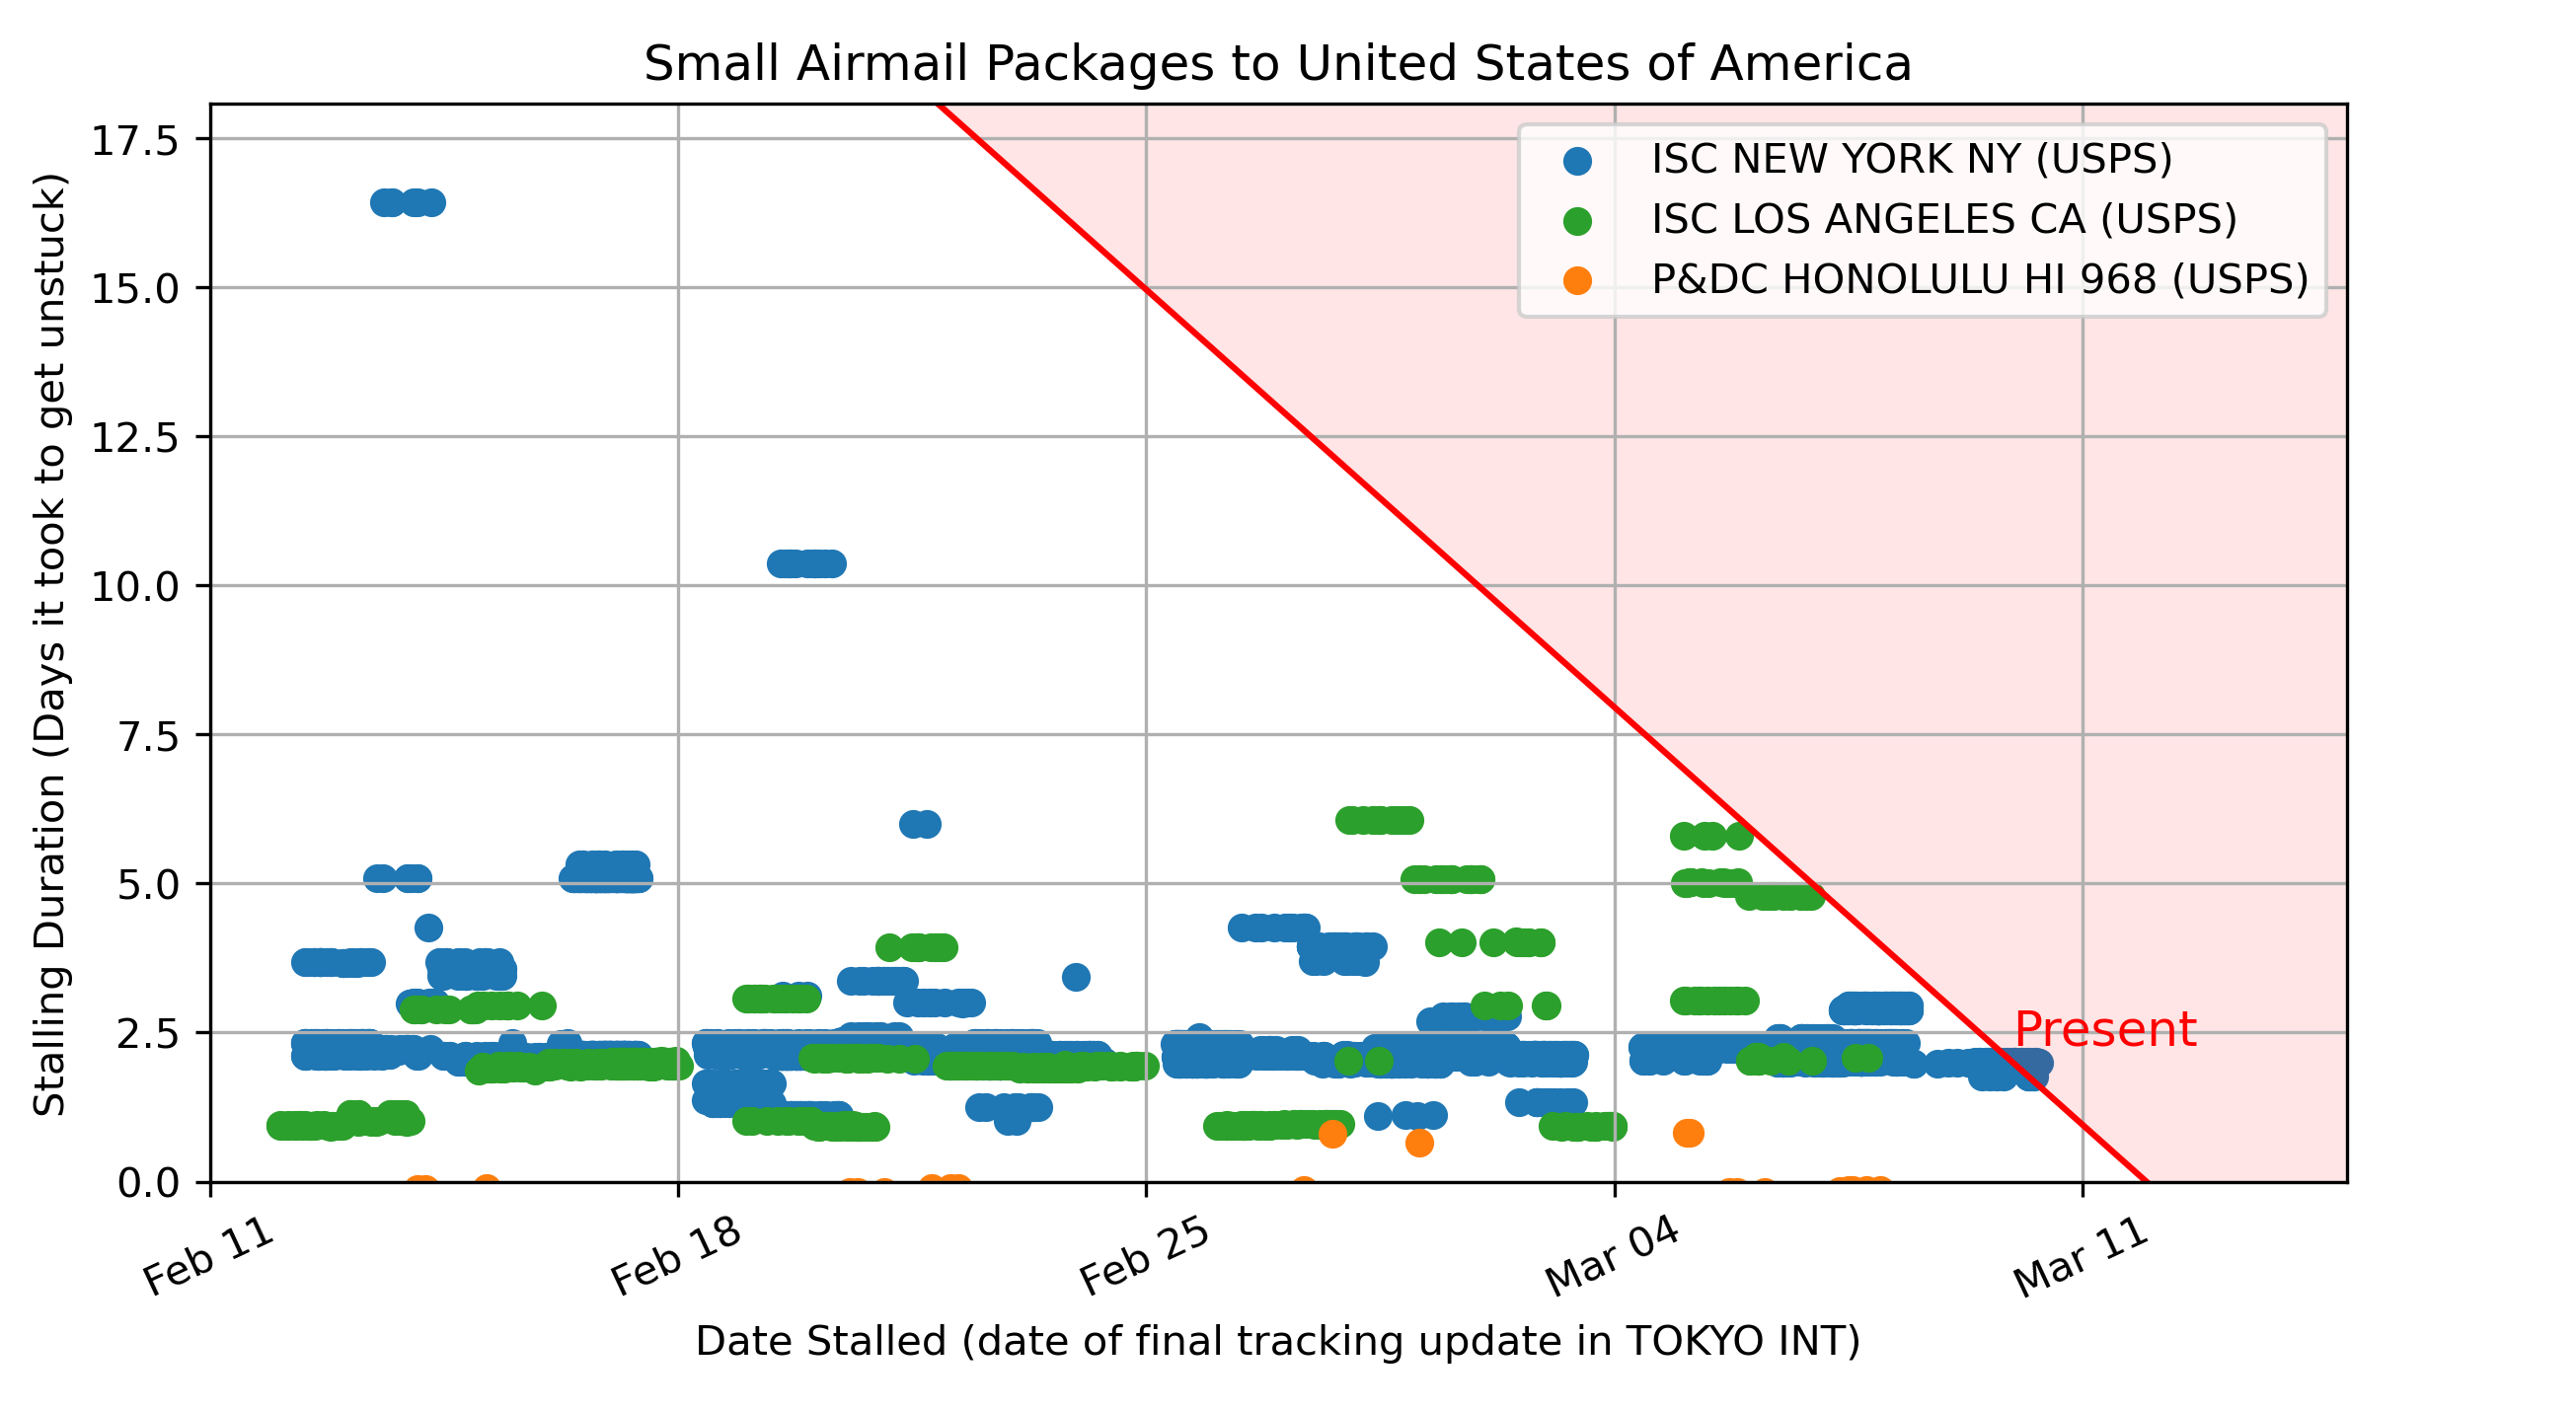 Small Airmail Packages to United States of America
ISC NEW YORK NY (USPS)
ISC LOS ANGELES CA (USPS)
P&DC HONOLULU HI 968 (USPS)
Stalling Duration (Days it took to get unstuck)
17.5
15.0
12.5
10.0
7.5
5.0
2.5
0.0
Present
Feb 11
Feb 18
Feb 25
Mar 04
Mar 11
Date Stalled (date of final tracking update in TOKYO INT)